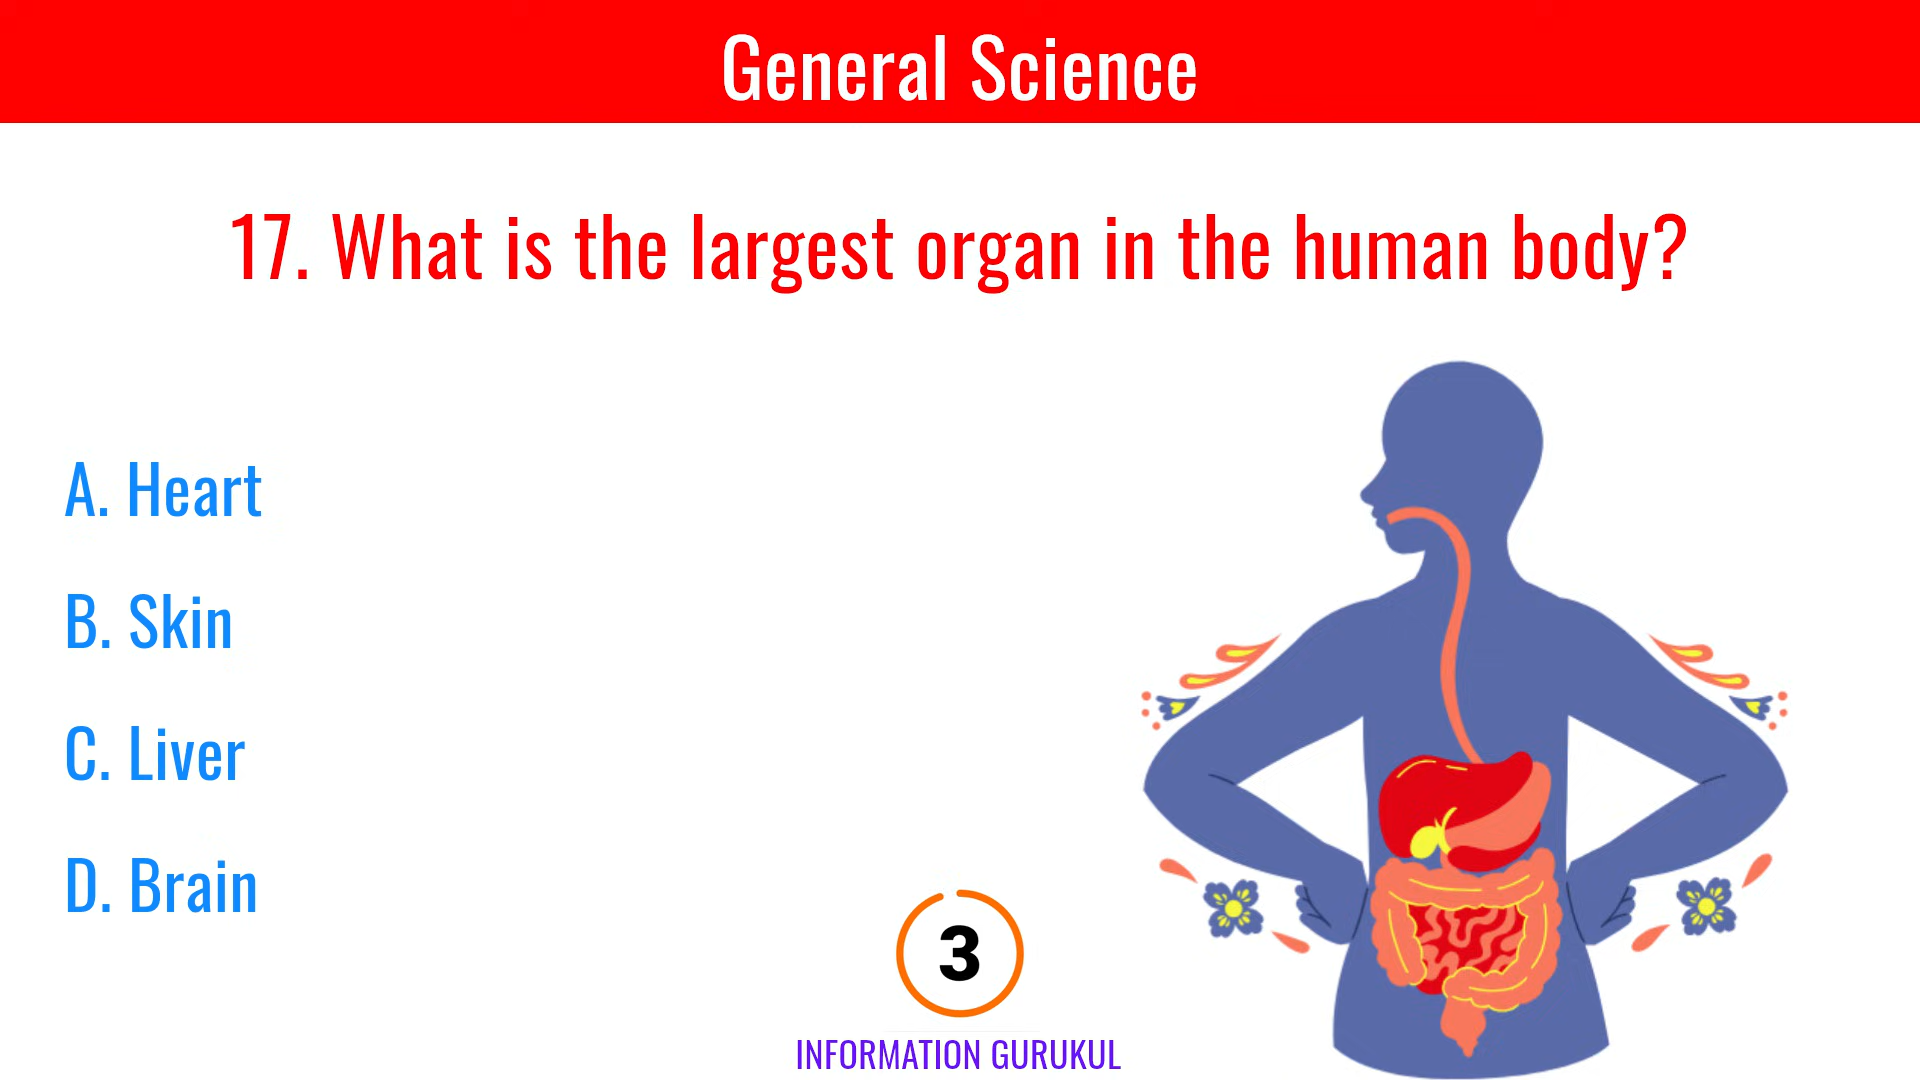 General Science
17. What is the largest organ in the human body?
A. Heart
B. Skin
C. Liver
D. Brain
3
INFORMATION GURUKUL